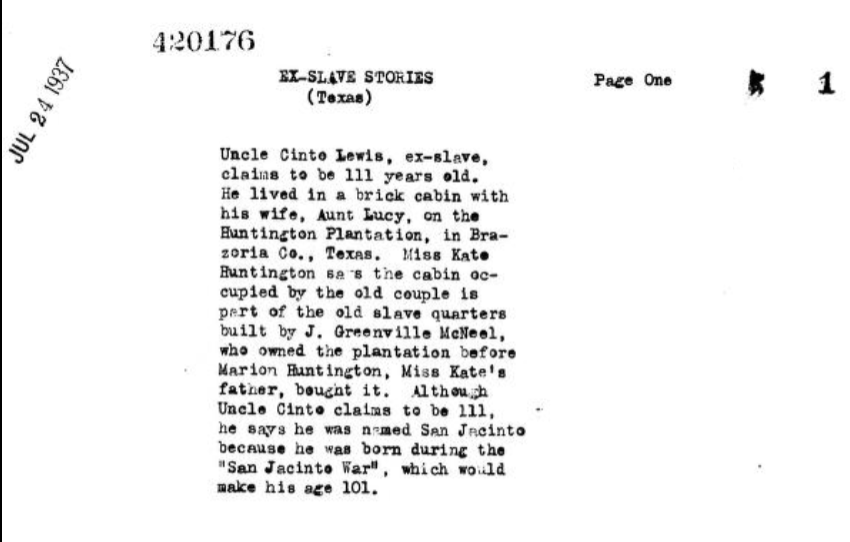 420176
JUL 24 1937
EX-SLAVE STORIES
(Texas)
Page One
1
Uncle Cinto Lewis, ex-slave,
claims to be 111 years old.
He lived in a brick cabin with
his wife, Aunt Lucy, on the
Huntington Plantation, in Bra-
zoria Co., Texas. Miss Kate
Huntington says the cabin oc-
cupied by the old couple is
part of the old slave quarters
built by J. Greenville McNeel,
who owned the plantation before
Marion Huntington, Miss Kate's
father, bought it. Although
Uncle Cinto claims to be 111,
he says he was named San Jacinto
because he was born during the
"San Jacinto War", which would
make his age 101.